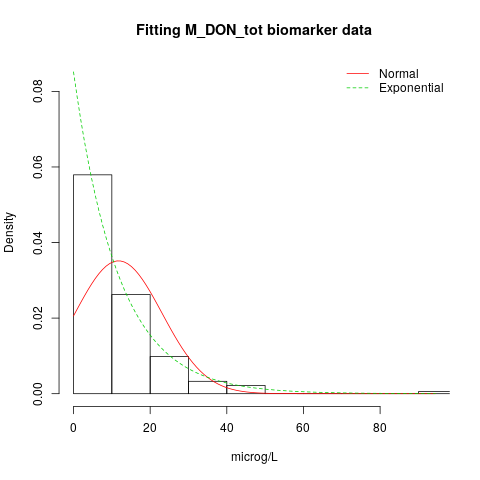 Fitting M_DON_tot biomarker data
Normal
Exponential
Density
0.00 0.02 0.04 0.06 0.08
0 20 40 60 80
microg/L